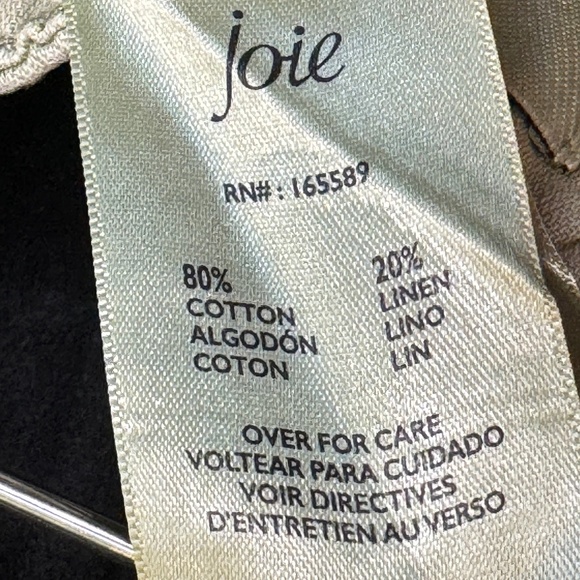 joie
RN# : 165589
80% 20%
COTTON LINEN
ALGODÓN LINO
COTON LIN
OVER FOR CARE
VOLTEAR PARA CUIDADO
VOIR DIRECTIVES
D'ENTRETIEN AU VERSO